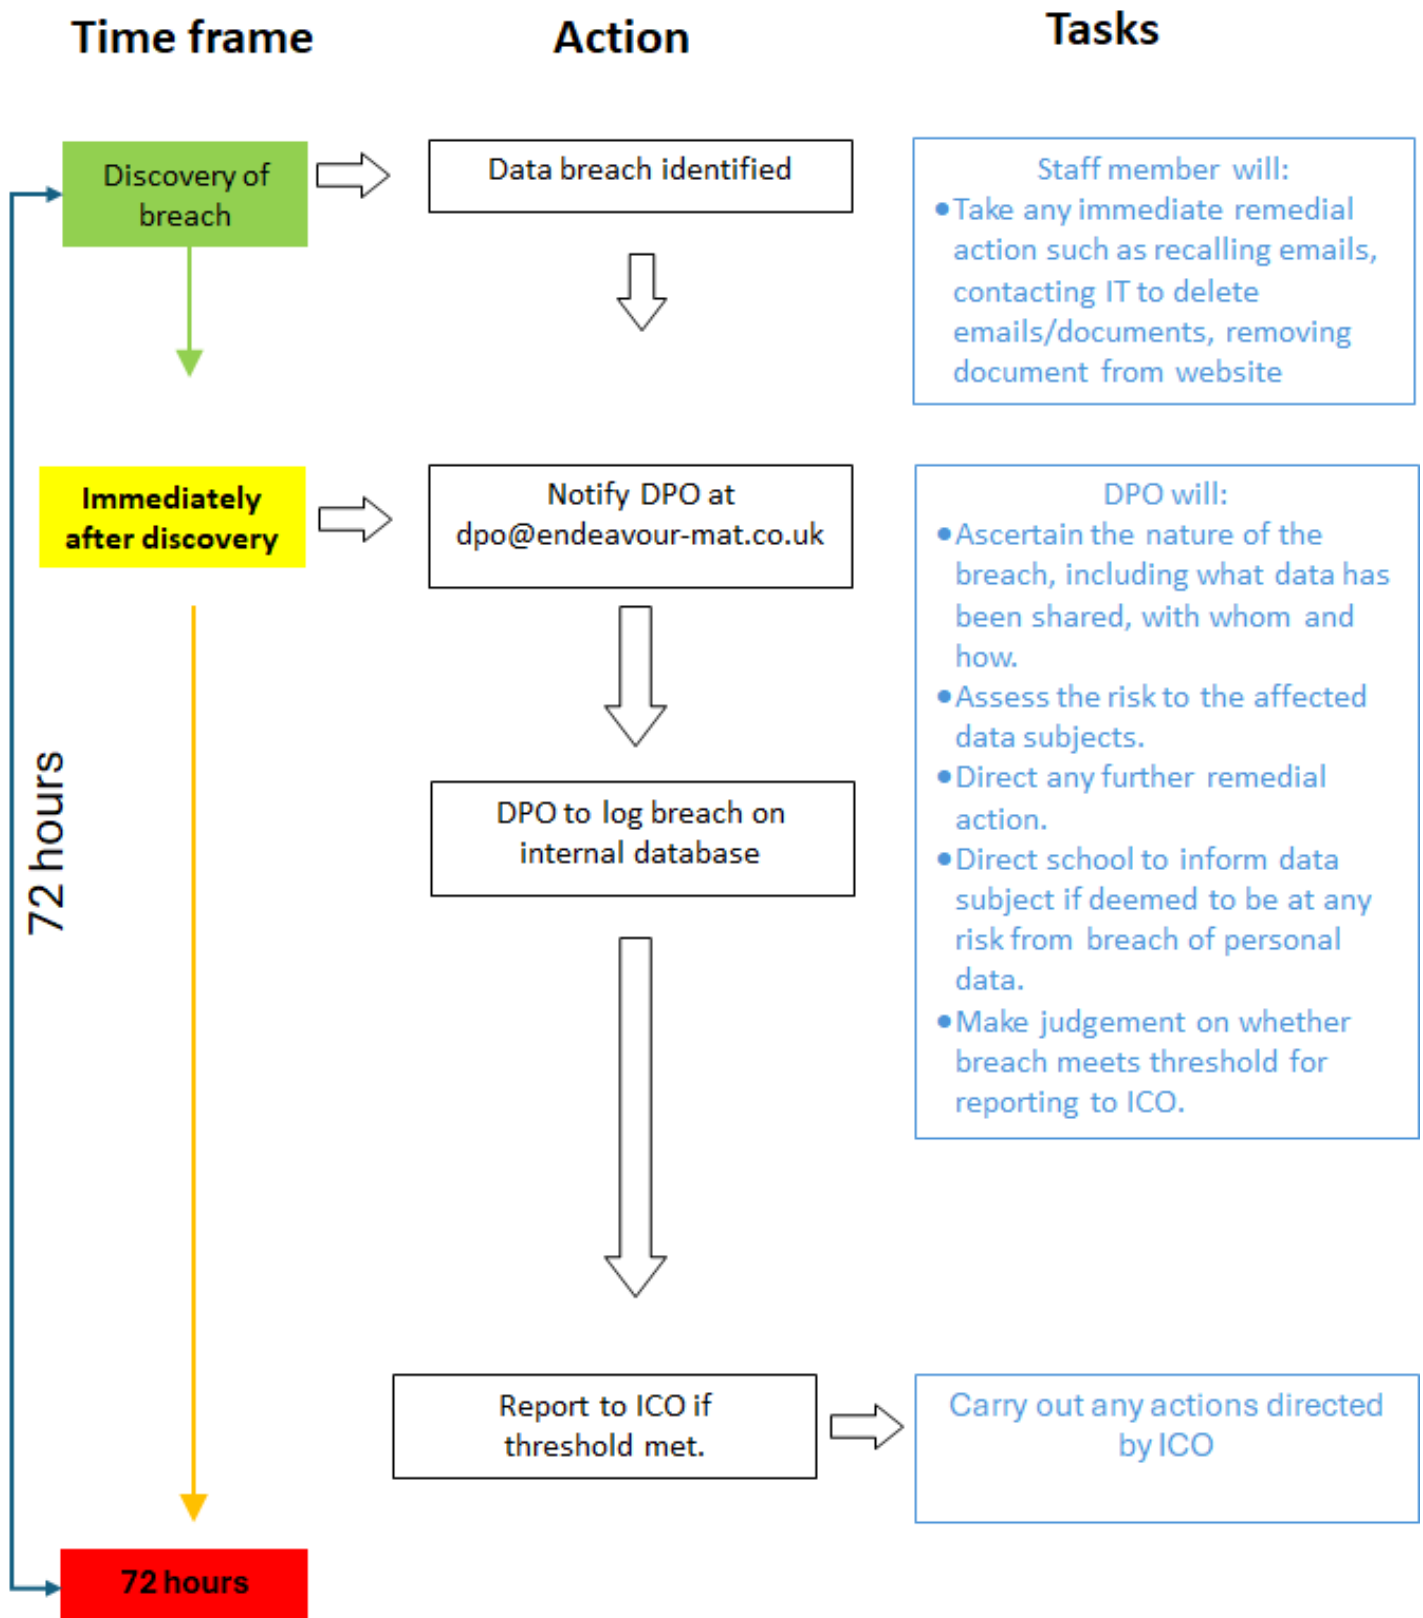 Time frame
Action
Tasks
Discovery of
breach
Data breach identified
Staff member will:
•Take any immediate remedial
action such as recalling emails,
contacting IT to delete
emails/documents, removing
document from website
Immediately
after discovery
Notify DPO at
dpo@endeavour-mat.co.uk
DPO will:
•Ascertain the nature of the
breach, including what data has
been shared, with whom and
how.
•Assess the risk to the affected
data subjects.
•Direct any further remedial
action.
•Direct school to inform data
subject if deemed to be at any
risk from breach of personal
data.
•Make judgement on whether
breach meets threshold for
reporting to ICO.
72 hours
DPO to log breach on
internal database
Report to ICO if
threshold met.
Carry out any actions directed
by ICO
72 hours